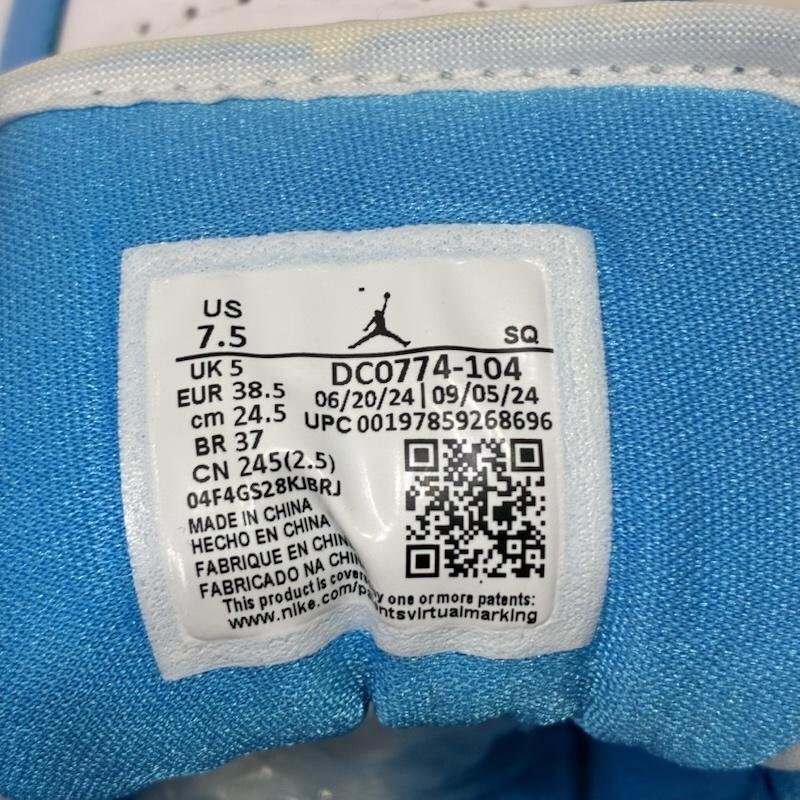 US
7.5
SQ
UK 5
EUR 38.5
cm 24.5
BR 37
CN 245(2.5)
DC0774-104
06/20/24 | 09/05/24
UPC 00197859268696
04F4GS28KJBRJ
MADE IN CHINA
HECHO EN CHINA
FABRIQUE EN CHIN
FABRICADO NA CHIN
This product is cover y one or more patents:
www.nike.com/pa ntsvirtualmarking